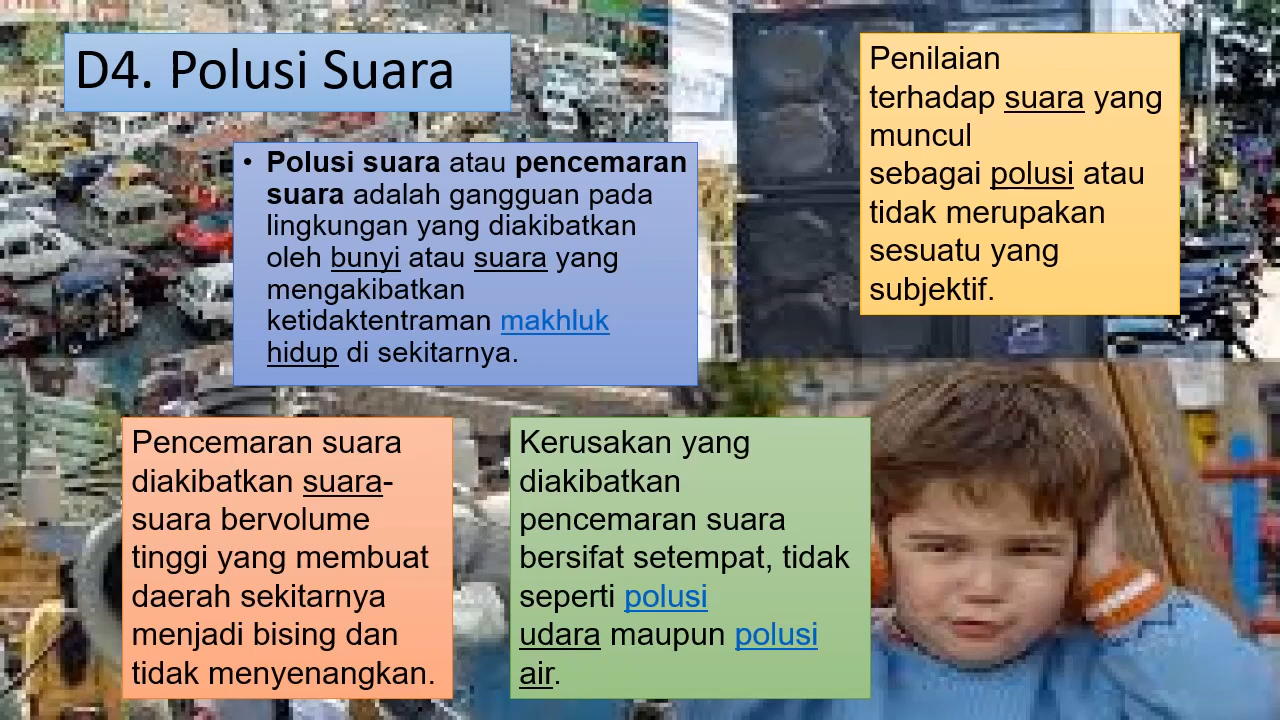 D4. Polusi Suara
• Polusi suara atau pencemaran
suara adalah gangguan pada
lingkungan yang diakibatkan
oleh bunyi atau suara yang
mengakibatkan
ketidaktentraman makhluk
hidup di sekitarnya.
Penilaian
terhadap suara yang
muncul
sebagai polusi atau
tidak merupakan
sesuatu yang
subjektif.
Pencemaran suara
diakibatkan suara-
suara bervolume
tinggi yang membuat
daerah sekitarnya
menjadi bising dan
tidak menyenangkan.
Kerusakan yang
diakibatkan
pencemaran suara
bersifat setempat, tidak
seperti polusi
udara maupun polusi
air.